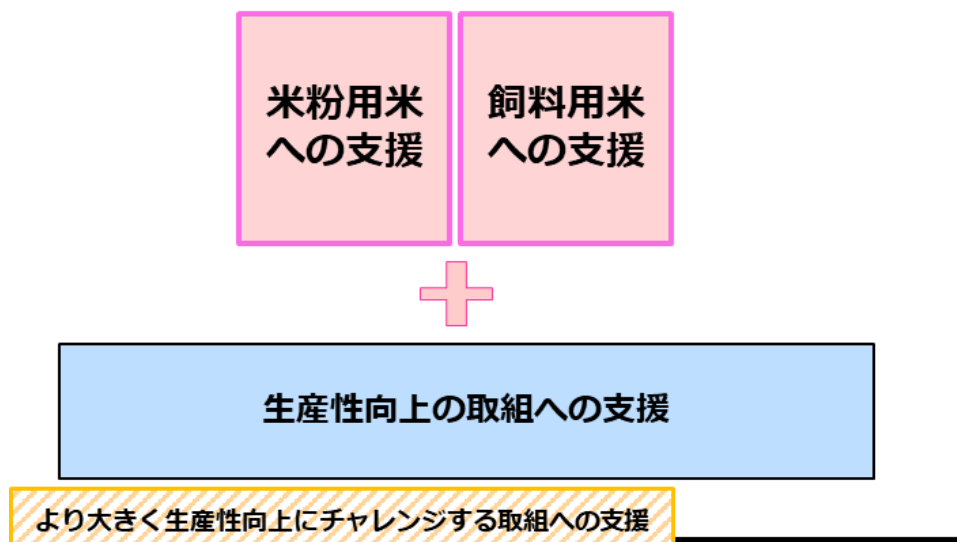 米粉用米
への支援
飼料用米
への支援
生産性向上の取組への支援
より大きく生産性向上にチャレンジする取組への支援